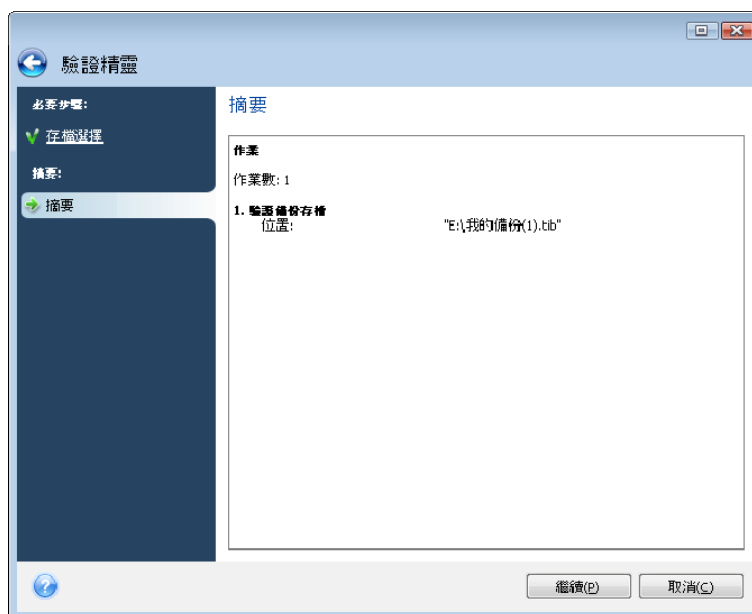 驗證精靈
必要步驟:
存檔選擇
摘要:
摘要
摘要
作業
作業數: 1
1. 驗證備份存檔
位置: "E:\我的備份(1).tib"
繼續(P) 取消(C)